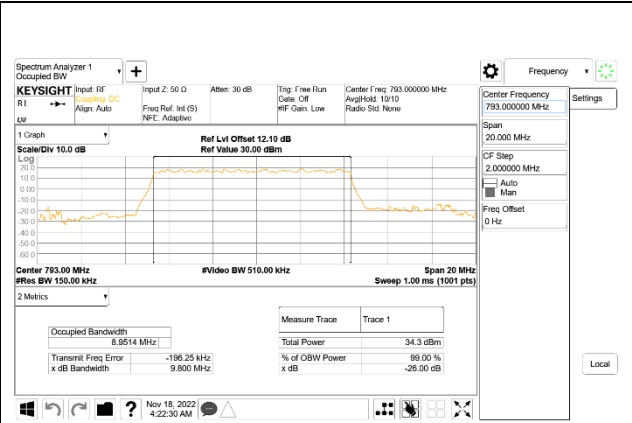 Spectrum Analyzer 1
Occupied BW
+
Frequency
KEYSIGHT
Input: RF
Coupling: DC
Align: Auto
Input Z: 50 Ω
Freq Ref: Int (S)
NFE: Adaptive
Atten: 30 dB
Trig: Free Run
Gate: Off
#IF Gain: Low
Center Freq: 793.000000 MHz
Avg|Hold: 10/10
Radio Std: None
Center Frequency
793.000000 MHz
Settings
Span
20.000 MHz
CF Step
2.000000 MHz
Auto
Man
Freq Offset
0 Hz
1 Graph
Scale/Div 10.0 dB
Ref Lvl Offset 12.10 dB
Ref Value 30.00 dBm
Log
20.0
10.0
0.00
-10.0
-20.0
-30.0
-40.0
-50.0
-60.0
Center 793.00 MHz
#Video BW 510.00 kHz
Span 20 MHz
#Res BW 150.00 kHz
Sweep 1.00 ms (1001 pts)
2 Metrics
Measure Trace Trace 1
Occupied Bandwidth
8.9514 MHz
Total Power 34.3 dBm
Transmit Freq Error -196.25 kHz
% of OBW Power 99.00 %
x dB Bandwidth 9.800 MHz
x dB -26.00 dB
Local
?
Nov 18, 2022
4:22:30 AM